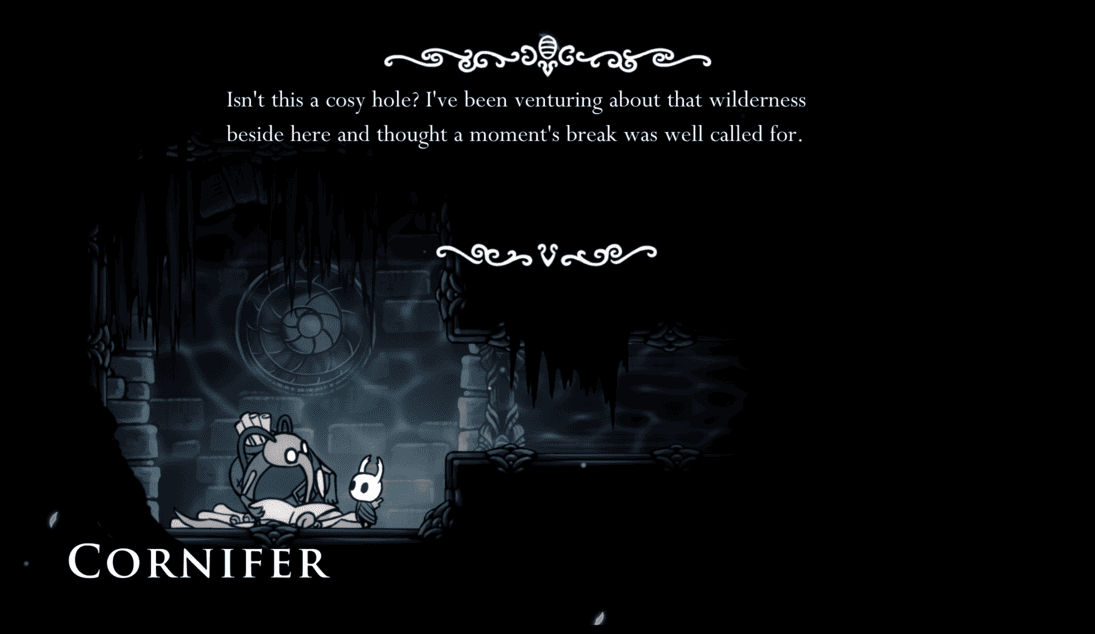 Isn't this a cosy hole? I've been venturing about that wilderness
beside here and thought a moment's break was well called for.
CORNIFER